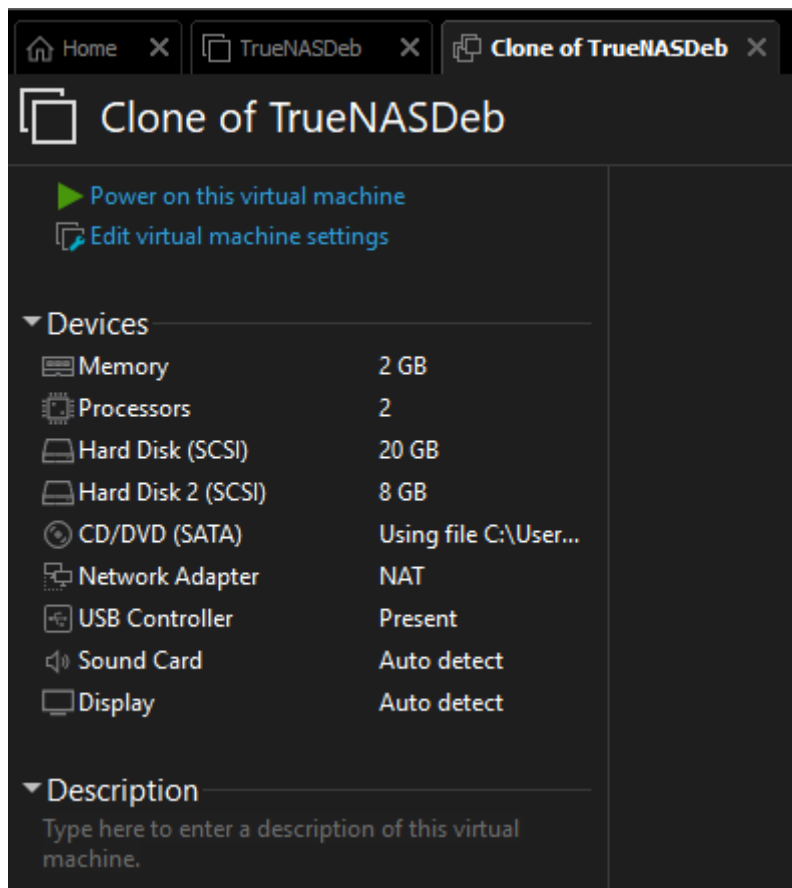 Home TrueNASDeb Clone of TrueNASDeb
Clone of TrueNASDeb
Power on this virtual machine
Edit virtual machine settings
Devices
Memory 2 GB
Processors 2
Hard Disk (SCSI) 20 GB
Hard Disk 2 (SCSI) 8 GB
CD/DVD (SATA) Using file C:\User...
Network Adapter NAT
USB Controller Present
Sound Card Auto detect
Display Auto detect
Description
Type here to enter a description of this virtual
machine.